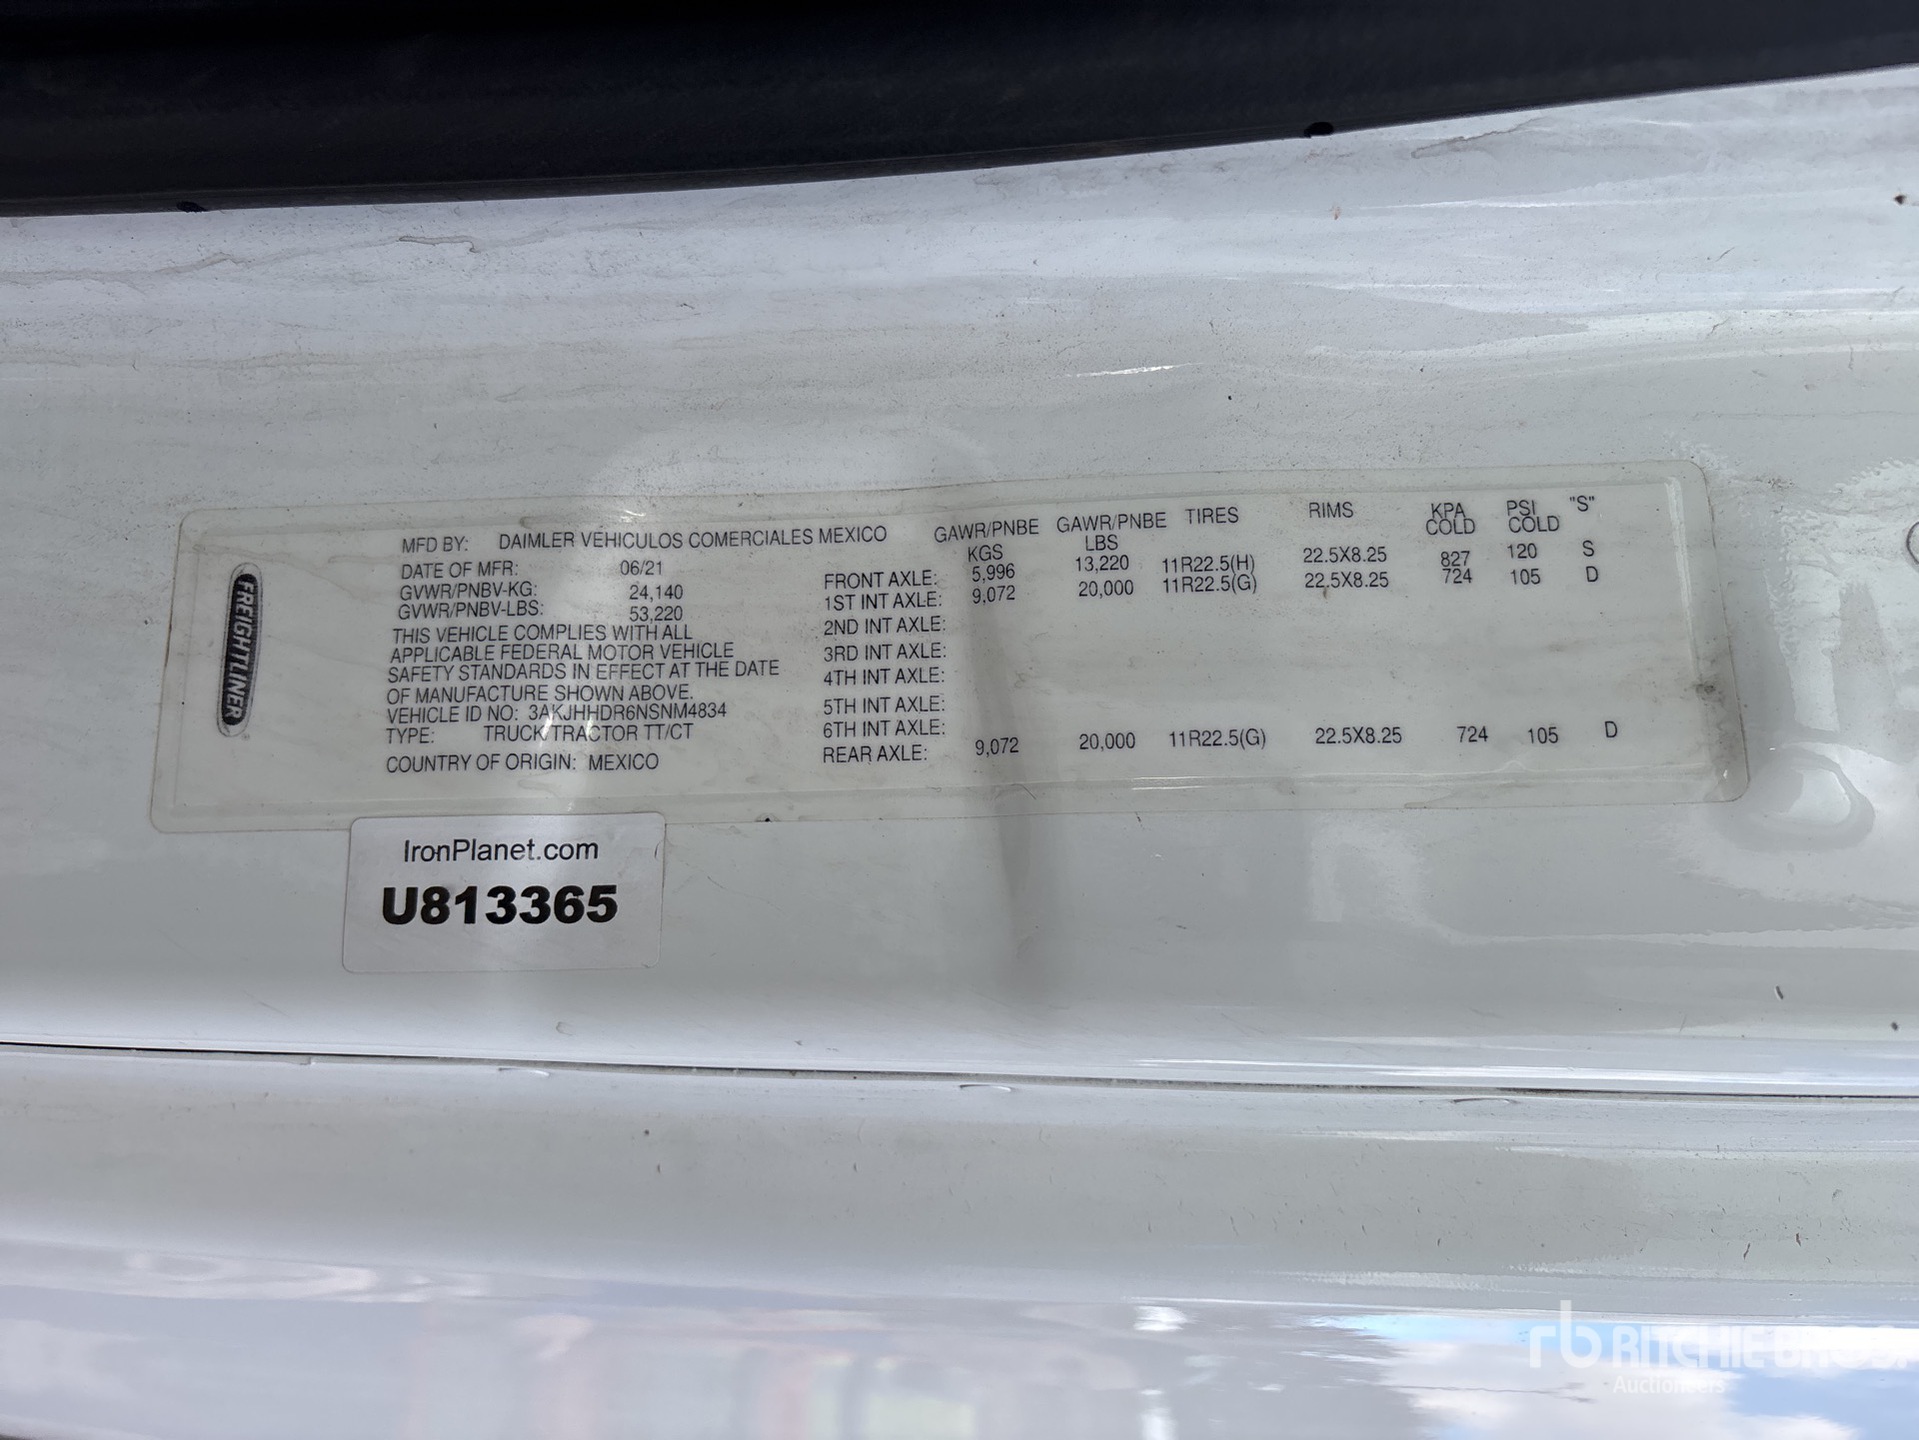 FREIGHTLINER
MFD BY: DAIMLER VEHICULOS COMERCIALES MEXICO
DATE OF MFR: 06/21
GVWR/PNBV-KG: 24,140
GVWR/PNBV-LBS: 53,220
THIS VEHICLE COMPLIES WITH ALL
APPLICABLE FEDERAL MOTOR VEHICLE
SAFETY STANDARDS IN EFFECT AT THE DATE
OF MANUFACTURE SHOWN ABOVE.
VEHICLE ID NO: 3AKJHHDR6NSNM4834
TYPE: TRUCK/TRACTOR TT/CT
COUNTRY OF ORIGIN: MEXICO
GAWR/PNBE GAWR/PNBE TIRES RIMS KPA PSI "S"
KGS LBS COLD COLD
FRONT AXLE: 5,996 13,220 11R22.5(H) 22.5X8.25 827 120 S
1ST INT AXLE: 9,072 20,000 11R22.5(G) 22.5X8.25 724 105 D
2ND INT AXLE:
3RD INT AXLE:
4TH INT AXLE:
5TH INT AXLE:
6TH INT AXLE:
REAR AXLE: 9,072 20,000 11R22.5(G) 22.5X8.25 724 105 D
IronPlanet.com
U813365
rb RITCHIE BROS.
Auctioneers